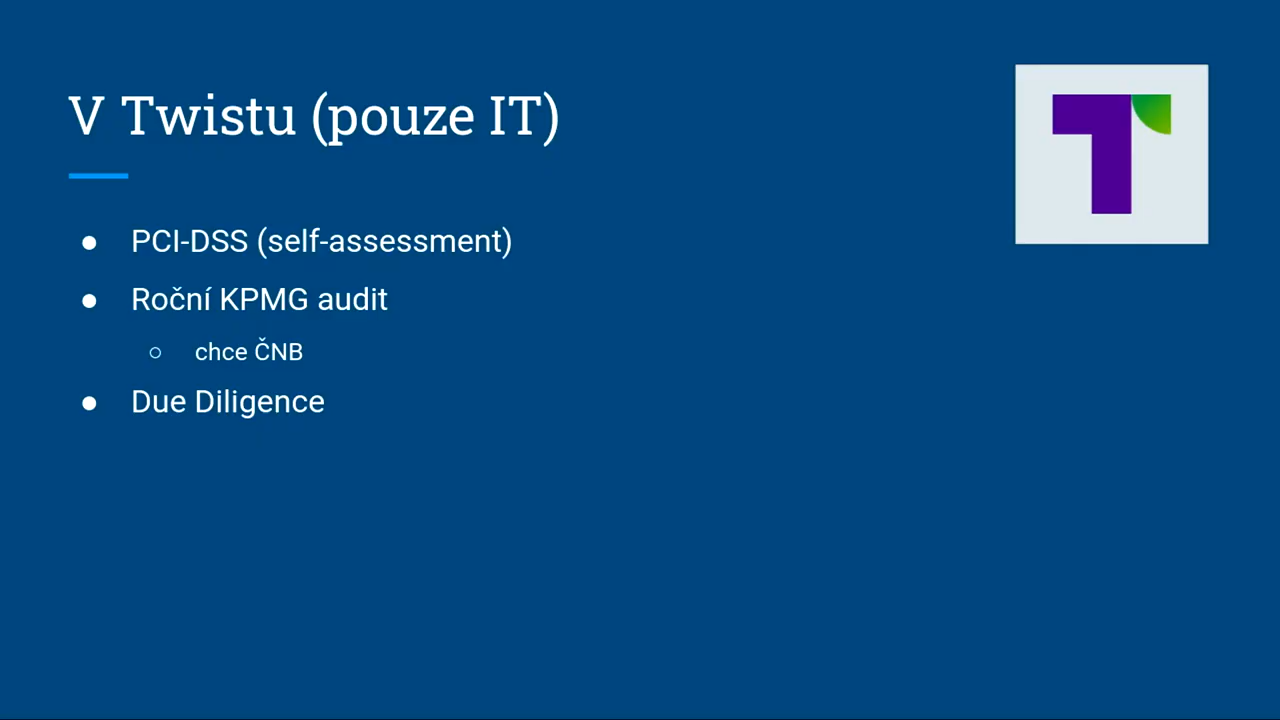 V Twistu (pouze IT)
● PCI-DSS (self-assessment)
● Roční KPMG audit
○ chce ČNB
● Due Diligence